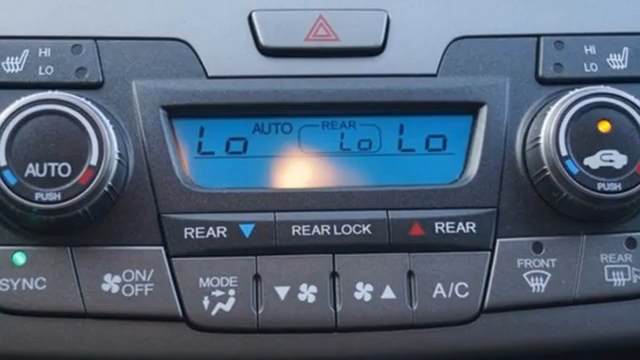 HI
LO
HI
LO
AUTO
REAR
Lo
Lo
Lo
AUTO
PUSH
PUSH
REAR
REAR LOCK
REAR
SYNC
ON/
OFF
MODE
A/C
FRONT
REAR